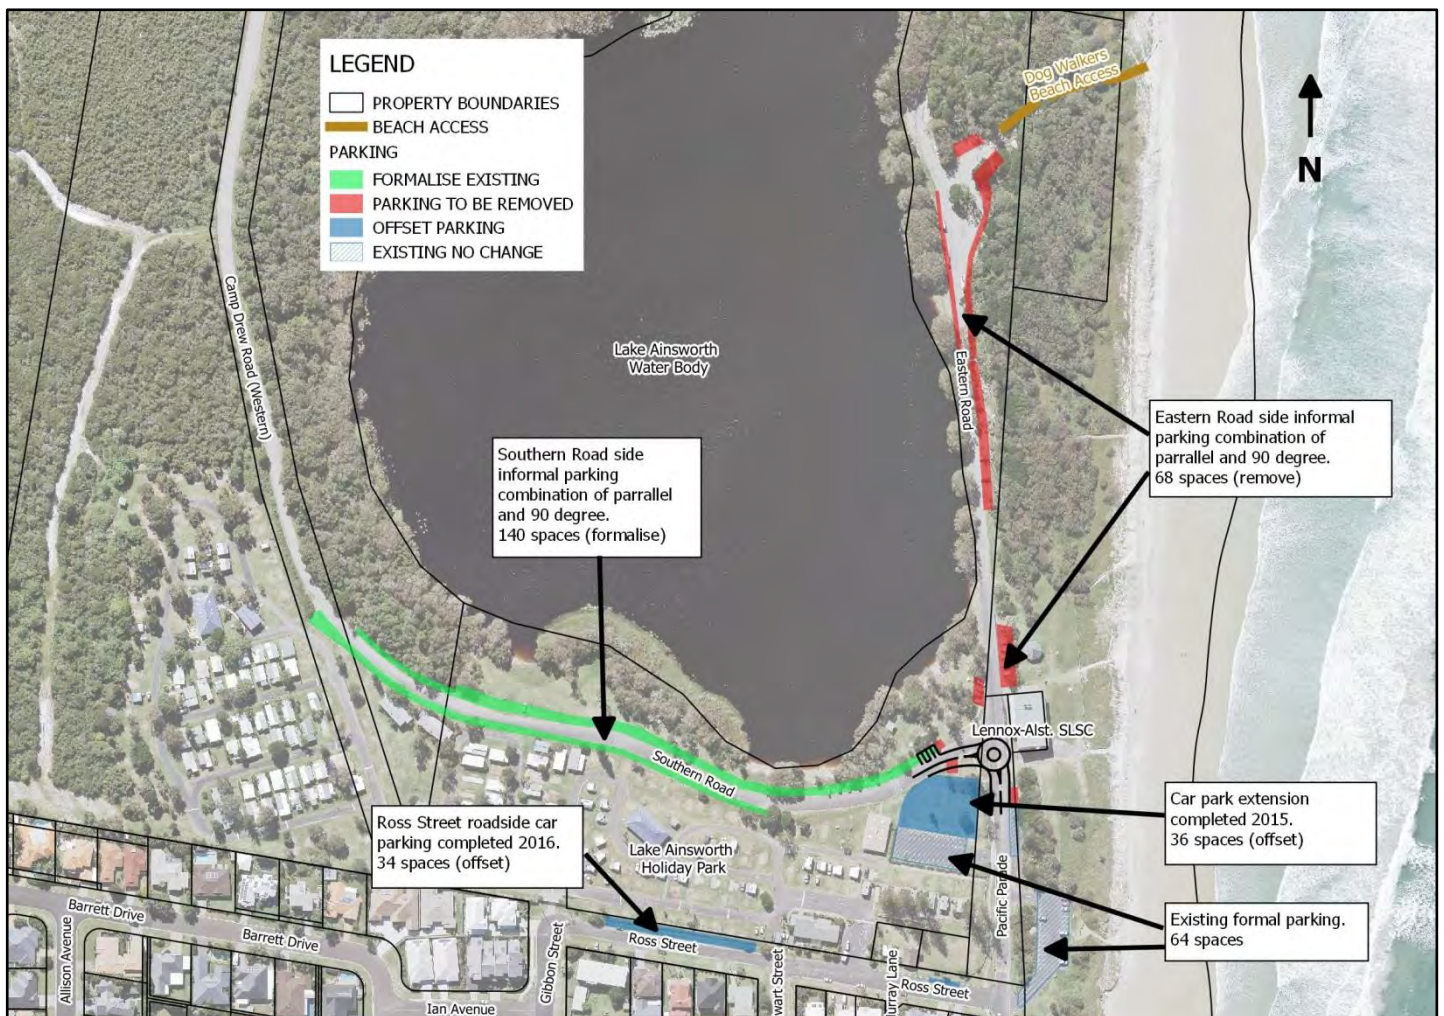 LEGEND
PROPERTY BOUNDARIES
BEACH ACCESS
PARKING
FORMALISE EXISTING
PARKING TO BE REMOVED
OFFSET PARKING
EXISTING NO CHANGE
Dog Walkers
Beach Access
N
Camp Drew Road (Western)
Lake Ainsworth
Water Body
Eastern Road
Eastern Road side informal
parking combination of
parrallel and 90 degree.
68 spaces (remove)
Southern Road side
informal parking
combination of parrallel
and 90 degree.
140 spaces (formalise)
Lennox-Alst. SLSC
Southern Road
Car park extension
completed 2015.
36 spaces (offset)
Ross Street roadside car
parking completed 2016.
34 spaces (offset)
Lake Ainsworth
Holiday Park
Pacific Parade
Existing formal parking.
64 spaces
Barrett Drive
Barrett Drive
Allison Avenue
Gibbon Street
Ross Street
wart Street
urray Lane
Ross Street
Ian Avenue